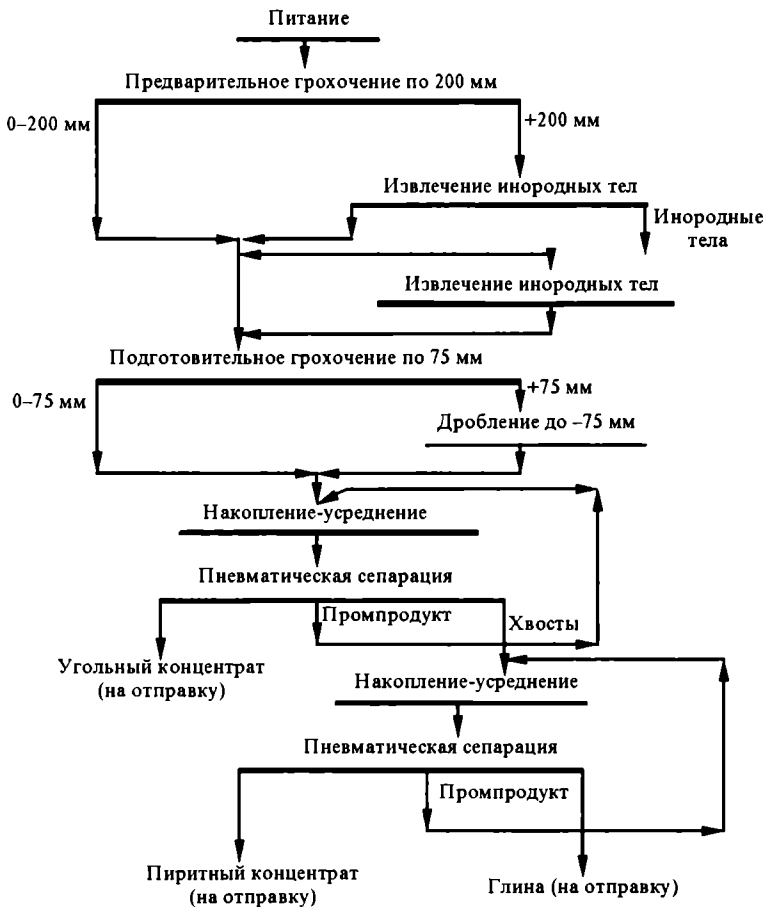 Питание
Предварительное грохочение по 200 мм
0–200 мм
+200 мм
Извлечение инородных тел
Инородные
тела
Извлечение инородных тел
Подготовительное грохочение по 75 мм
0–75 мм
+75 мм
Дробление до –75 мм
Накопление-усреднение
Пневматическая сепарация
Промпродукт
Хвосты
Угольный концентрат
(на отправку)
Накопление-усреднение
Пневматическая сепарация
Промпродукт
Пиритный концентрат
(на отправку)
Глина (на отправку)